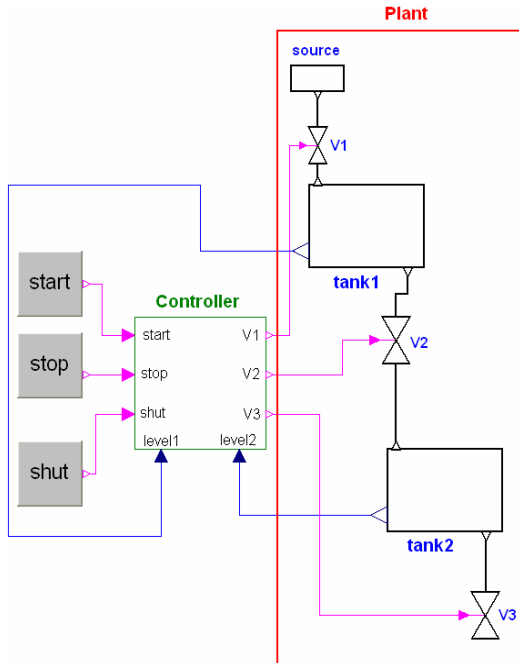 Plant
source
V1
tank1
start
Controller
start V1
stop
stop V2
V2
shut V3
level1 level2
shut
tank2
V3